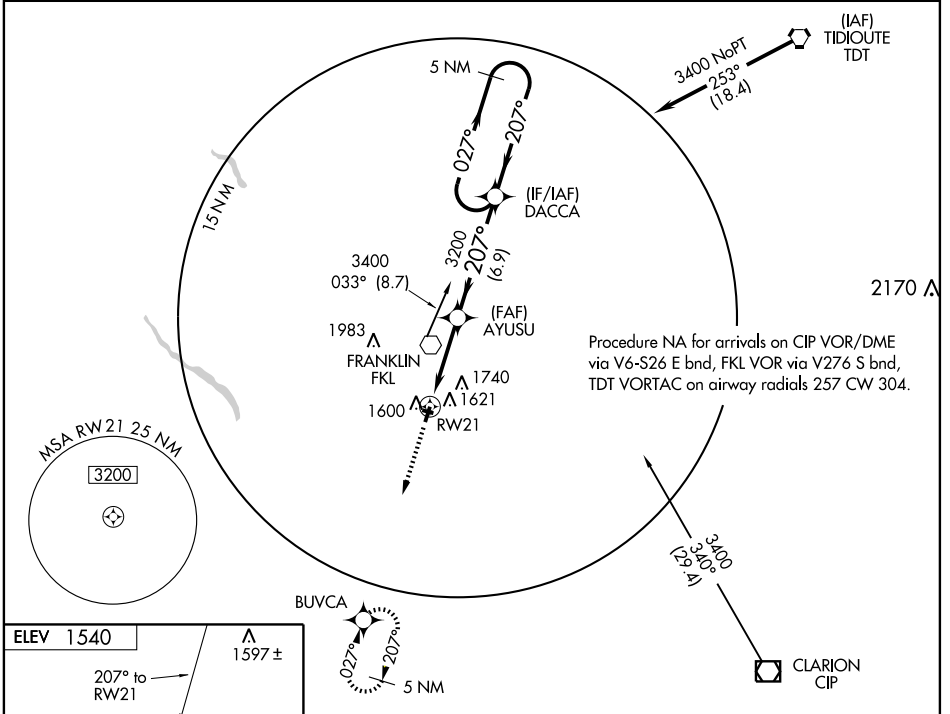 (IAF)
TIDIOUTE
TDT
3400 NoPT
253°
(18.4)
5 NM
027°
207°
15 NM
(IF/IAF)
DACCA
3200
207°
(6.9)
3400
033° (8.7)
2170
(FAF)
AYUSU
1983
FRANKLIN
FKL
Procedure NA for arrivals on CIP VOR/DME
via V6-S26 E bnd, FKL VOR via V276 S bnd,
TDT VORTAC on airway radials 257 CW 304.
1740
1621
1600
RW21
MSA RW 21 25 NM
3200
3400
340°
(29.4)
BUVCA
027°
207°
5 NM
CLARION
CIP
ELEV 1540
1597 ±
207° to
RW21